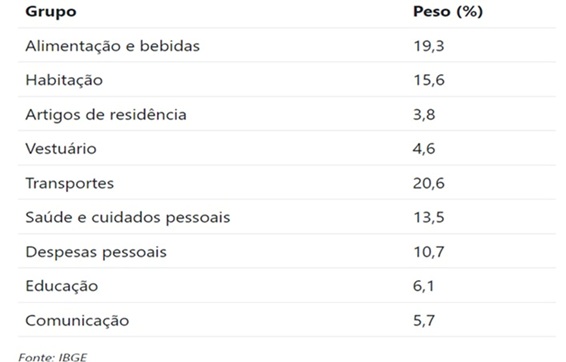 Grupo Peso (%)
Alimentação e bebidas 19,3
Habitação 15,6
Artigos de residência 3,8
Vestuário 4,6
Transportes 20,6
Saúde e cuidados pessoais 13,5
Despesas pessoais 10,7
Educação 6,1
Comunicação 5,7
Fonte: IBGE